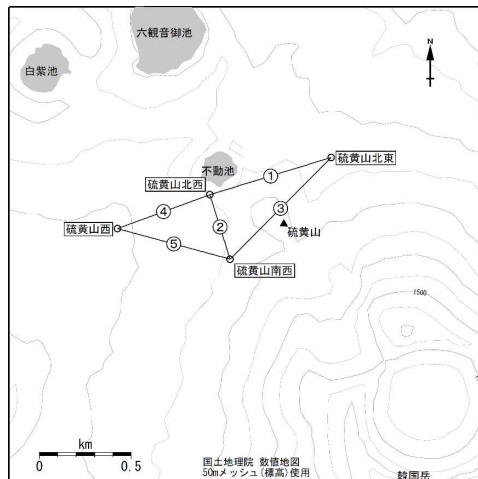 六観音御池
白紫池
N
不動池
硫黄山北東
①
硫黄山北西
③
④
②
硫黄山
硫黄山西
⑤
硫黄山南西
1500
km
0 0.5
国土地理院 数値地図
50mメッシュ(標高)使用
韓国岳